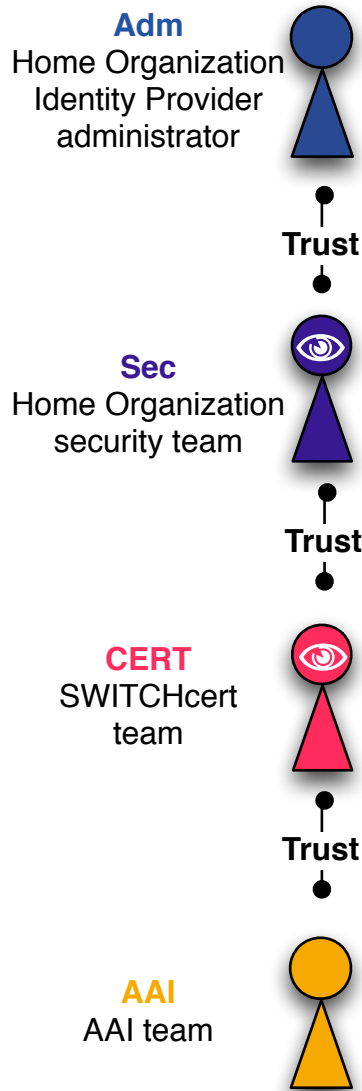 Adm
Home Organization
Identity Provider
administrator
Trust
Sec
Home Organization
security team
Trust
CERT
SWITCHcert
team
Trust
AAI
AAI team